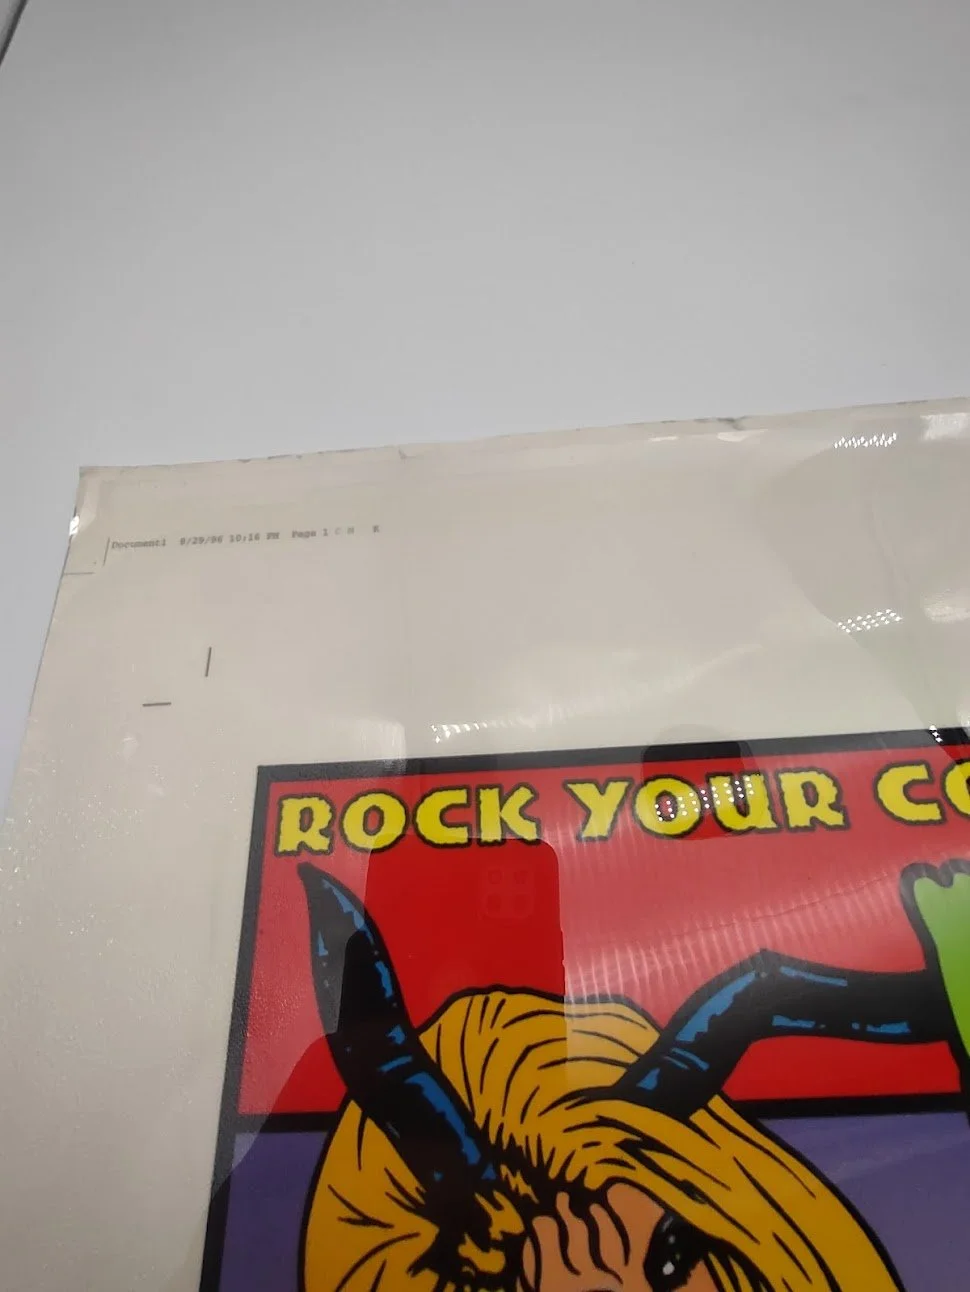 Document1 8/29/96 10:16 PM Page 1 C M K
ROCK YOUR CO